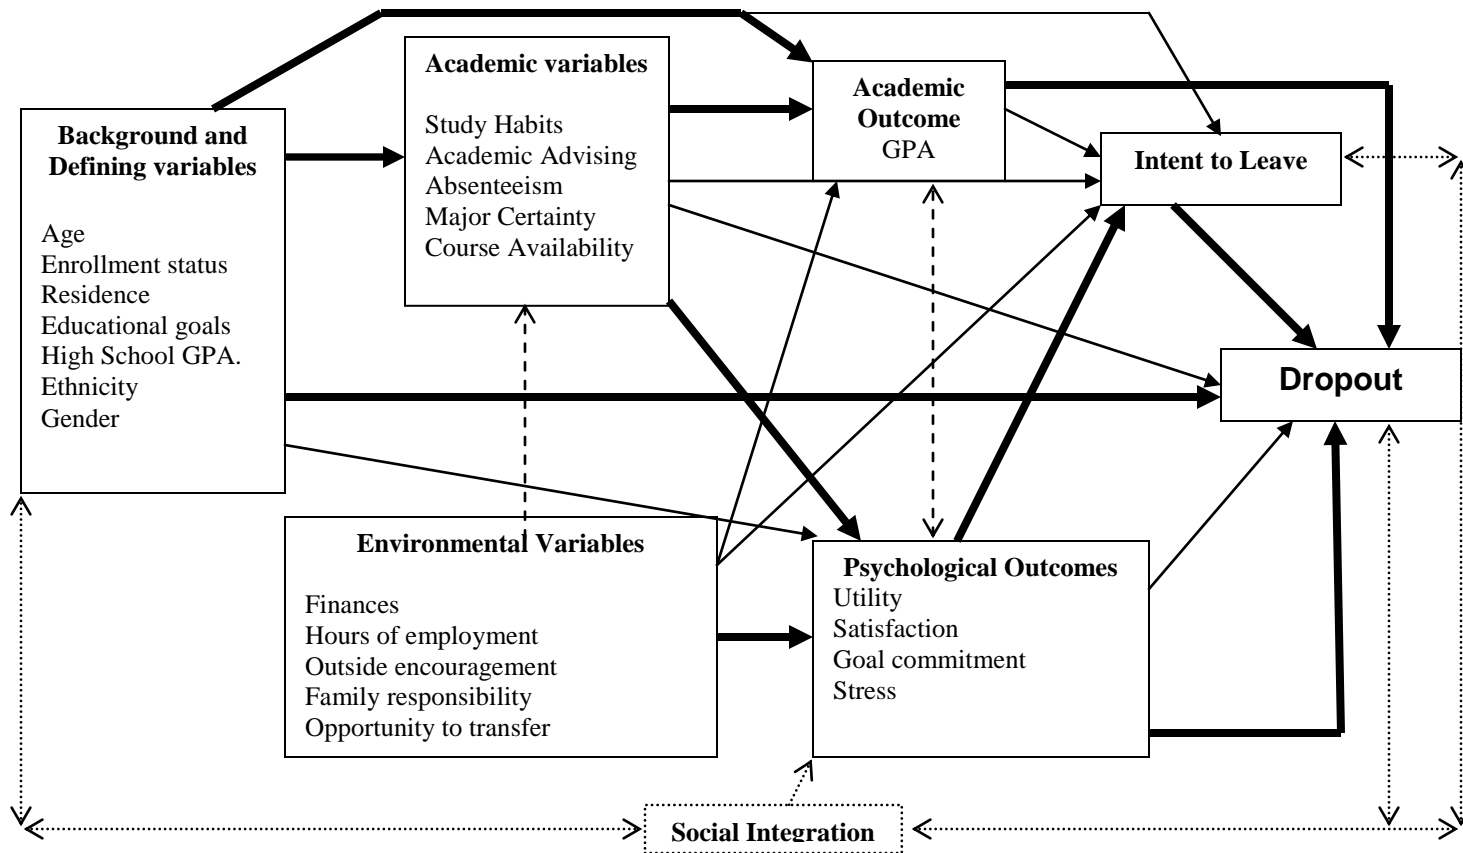 Background and
Defining variables
Age
Enrollment status
Residence
Educational goals
High School GPA.
Ethnicity
Gender
Academic variables
Study Habits
Academic Advising
Absenteeism
Major Certainty
Course Availability
Academic
Outcome
GPA
Intent to Leave
Dropout
Environmental Variables
Finances
Hours of employment
Outside encouragement
Family responsibility
Opportunity to transfer
Psychological Outcomes
Utility
Satisfaction
Goal commitment
Stress
Social Integration